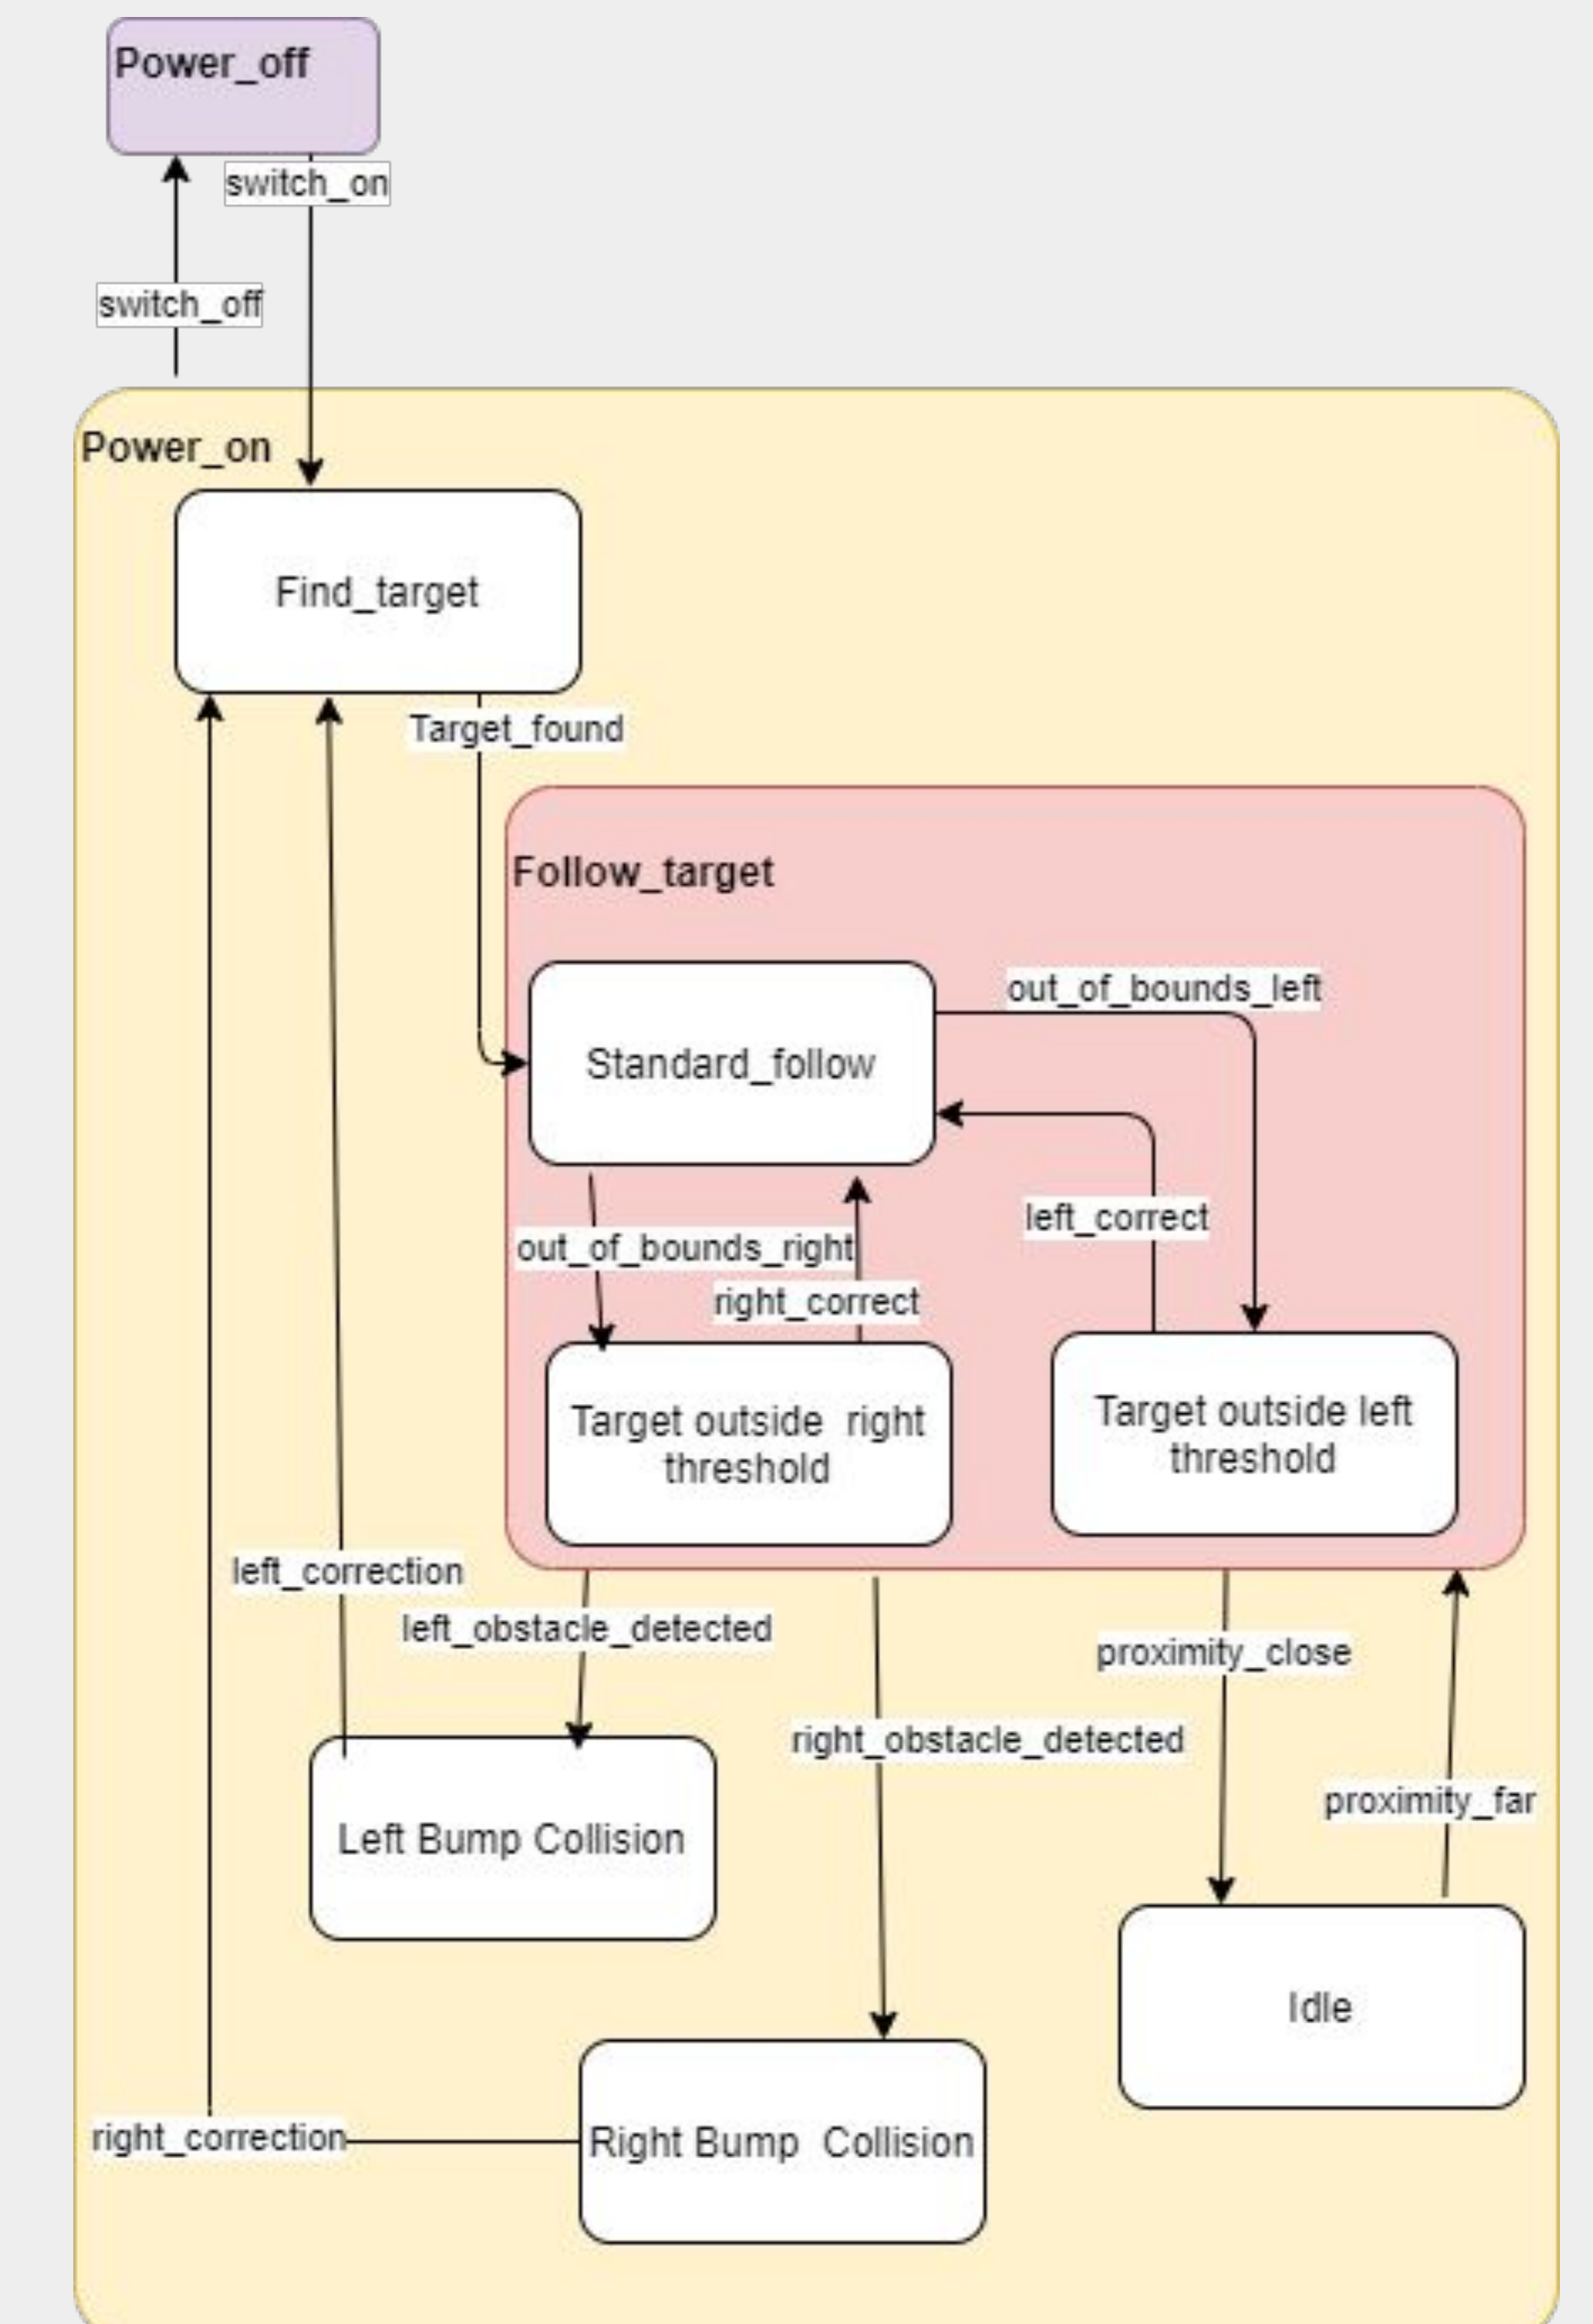 Power_off
switch_on
switch_off
Power_on
Find_target
Target_found
Follow_target
out_of_bounds_left
Standard_follow
left_correct
out_of_bounds_right
right_correct
Target outside right
threshold
Target outside left
threshold
left_correction
left_obstacle_detected
proximity_close
right_obstacle_detected
proximity_far
Left Bump Collision
Idle
right_correction
Right Bump Collision